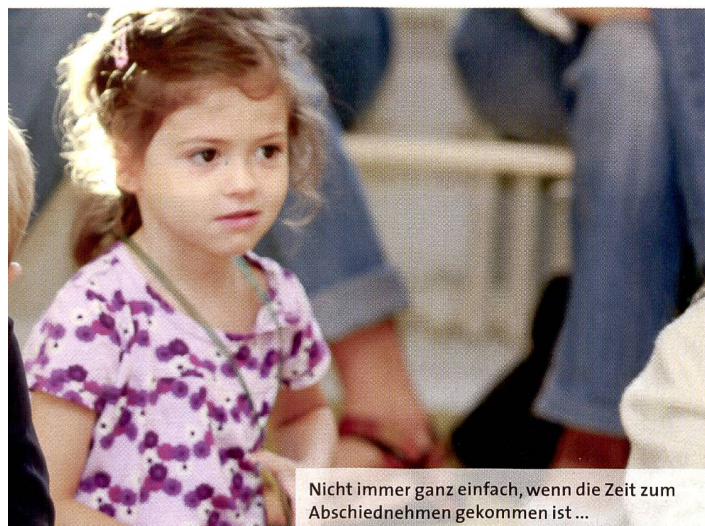 Nicht immer ganz einfach, wenn die Zeit zum
Abschiednehmen gekommen ist ...